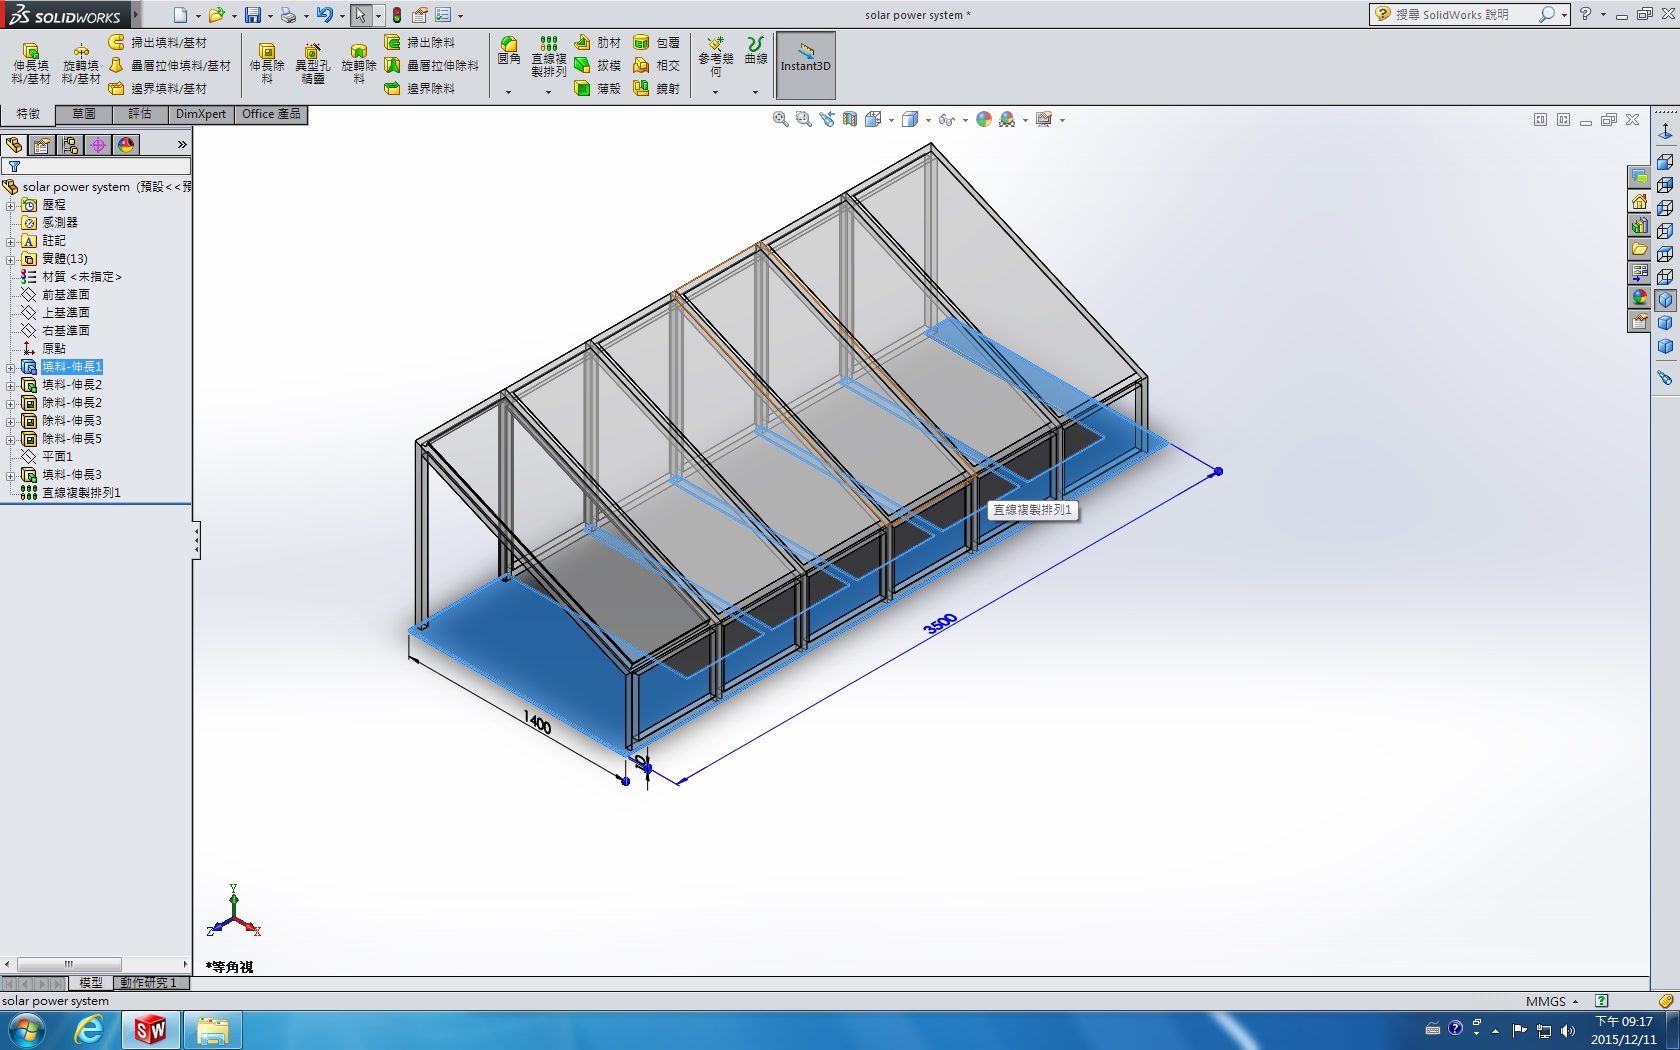 SOLIDWORKS
solar power system *
搜尋 SolidWorks 說明
伸長填料/基材
旋轉填料/基材
掃出填料/基材
疊層拉伸填料/基材
邊界填料/基材
伸長除料
異型孔精靈
旋轉除料
掃出除料
疊層拉伸除料
邊界除料
圓角
直線複製排列
肋材
拔模
薄殼
包覆
相交
鏡射
參考幾何
曲線
Instant3D
特徵
草圖
評估
DimXpert
Office 產品
solar power system (預設<<預
歷程
感測器
註記
實體(13)
材質 <未指定>
前基準面
上基準面
右基準面
原點
填料-伸長1
填料-伸長2
除料-伸長2
除料-伸長3
除料-伸長5
平面1
填料-伸長3
直線複製排列1
直線複製排列1
3500
1400
10
Y
Z
X
*等角視
模型
動作研究 1
solar power system
MMGS
SW
下午 09:17
2015/12/11